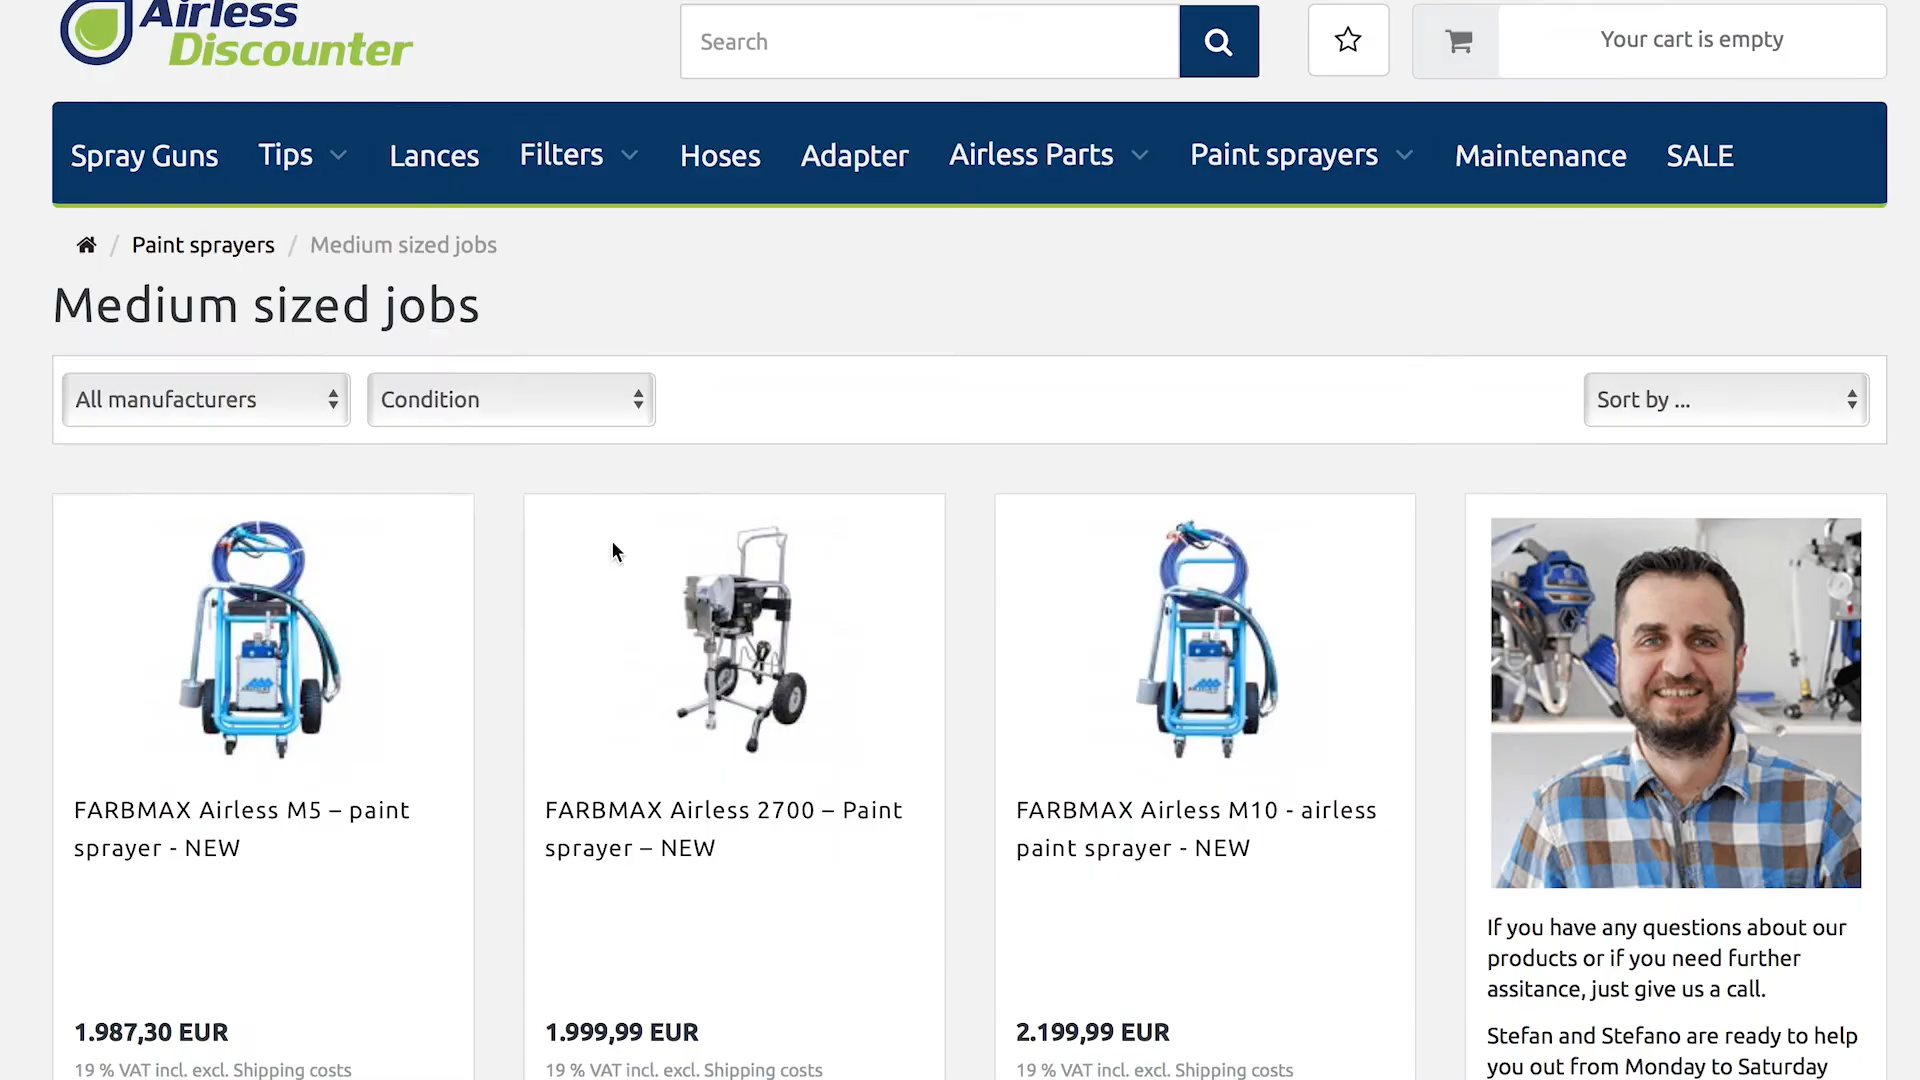 Airless
Discounter
Search
Your cart is empty
Spray Guns
Tips
Lances
Filters
Hoses
Adapter
Airless Parts
Paint sprayers
Maintenance
SALE
/ Paint sprayers / Medium sized jobs
Medium sized jobs
All manufacturers
Condition
Sort by ...
FARBMAX Airless M5 – paint
sprayer - NEW
1.987,30 EUR
19 % VAT incl. excl. Shipping costs
FARBMAX Airless 2700 – Paint
sprayer – NEW
1.999,99 EUR
19 % VAT incl. excl. Shipping costs
FARBMAX Airless M10 - airless
paint sprayer - NEW
2.199,99 EUR
19 % VAT incl. excl. Shipping costs
If you have any questions about our
products or if you need further
assitance, just give us a call.
Stefan and Stefano are ready to help
you out from Monday to Saturday